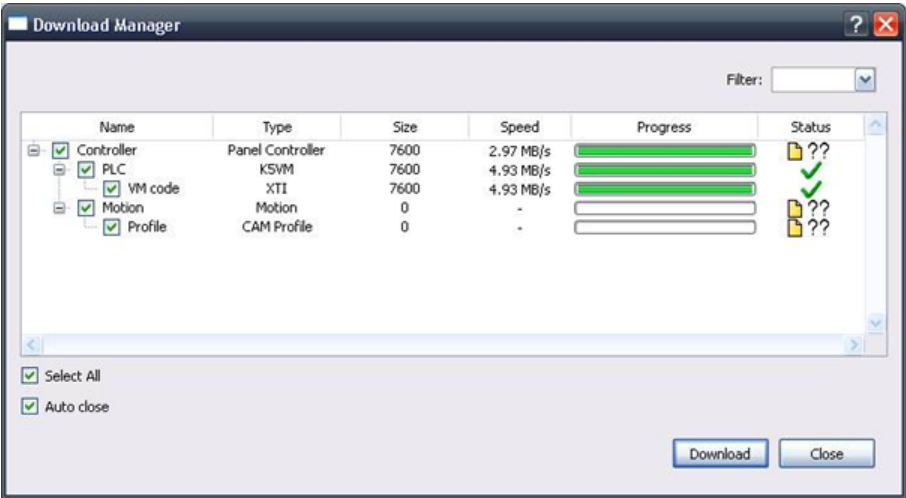 Download Manager
Filter:
Name Type Size Speed Progress Status
Controller Panel Controller 7600 2.97 MB/s ??
PLC K5VM 7600 4.93 MB/s
VM code XTI 7600 4.93 MB/s
Motion Motion 0 - ??
Profile CAM Profile 0 - ??
Select All
Auto close
Download Close